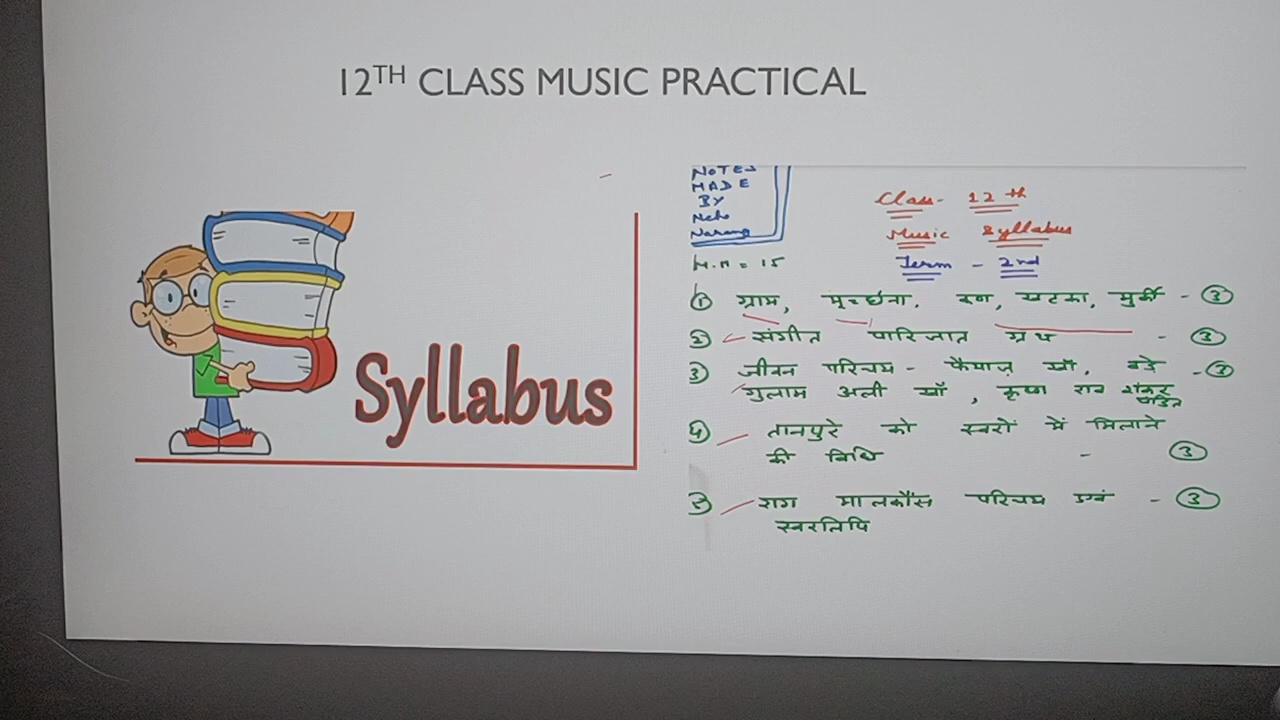 12TH CLASS MUSIC PRACTICAL
Syllabus
NOTES
MADE
BY
Neha
Narang
Class- 12th
Music Syllabus
Term - 2nd
M.M = 15
① ग्राम, मूर्च्छना, कण, खटका, मुर्की - ③
② संगीत पारिजात ग्रंथ - ③
③ जीवन परिचय - फैयाज़ खाँ, बड़े - ③
गुलाम अली खाँ, कृष्ण राव शंकर पंडित
④ तानपुरे को स्वरों में मिलाने
की विधि - ③
⑤ राग मालकौंस परिचय एवं - ③
स्वरलिपि